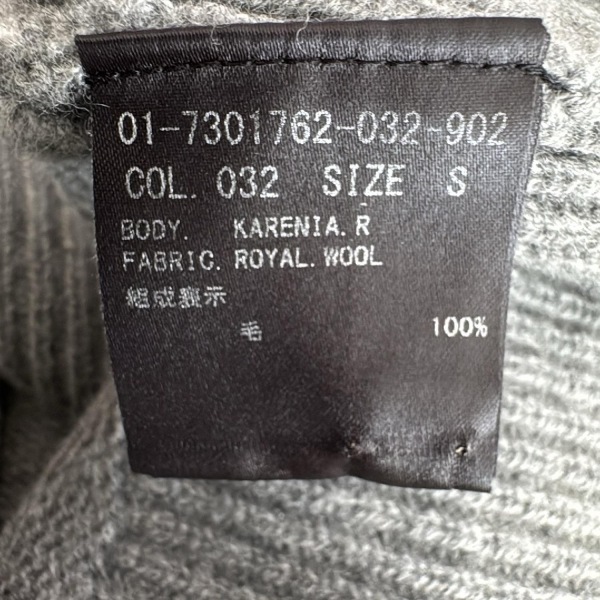 01-7301762-032-902
COL. 032 SIZE S
BODY. KARENIA.R
FABRIC. ROYAL.WOOL
組成表示
毛 100%